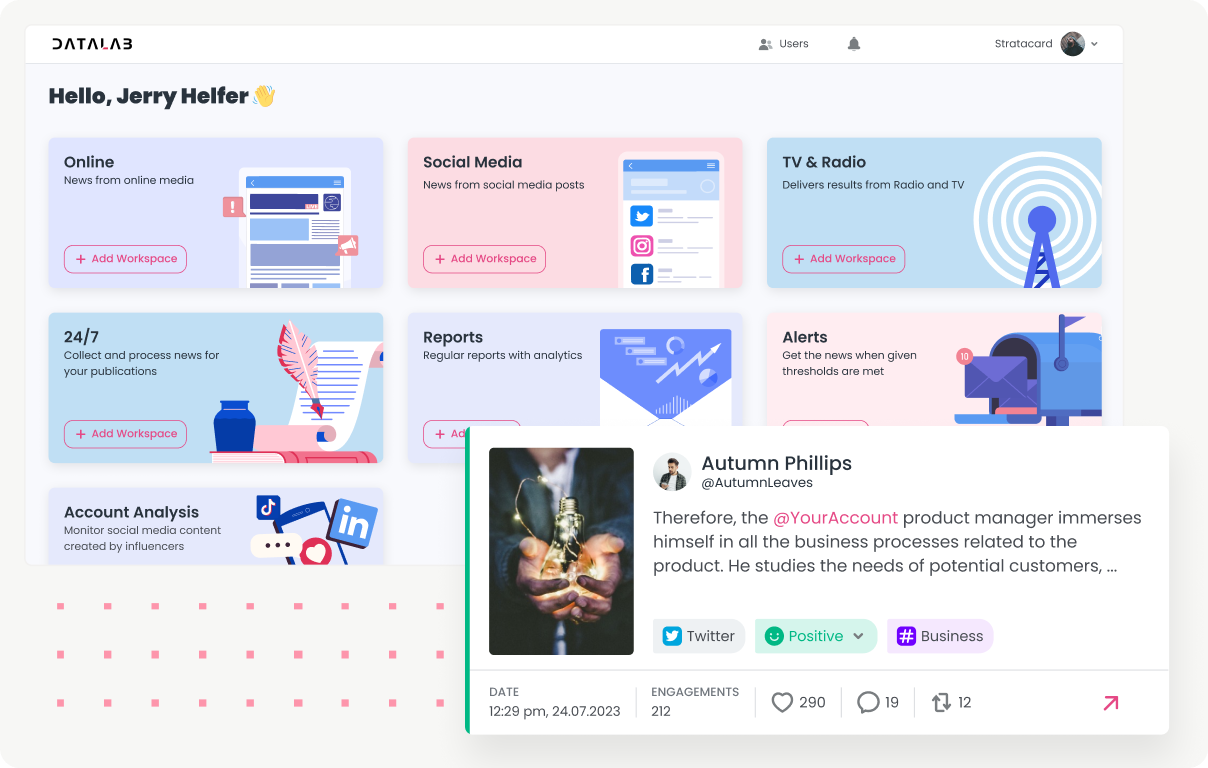 DATALAB
Users
Stratacard
Hello, Jerry Helfer 👋
Online
News from online media
+ Add Workspace
Social Media
News from social media posts
+ Add Workspace
TV & Radio
Delivers results from Radio and TV
+ Add Workspace
24/7
Collect and process news for
your publications
+ Add Workspace
Reports
Regular reports with analytics
+ Ad
Alerts
Get the news when given
thresholds are met
10
Account Analysis
Monitor social media content
created by influencers
in
Autumn Phillips
@AutumnLeaves
Therefore, the @YourAccount product manager immerses
himself in all the business processes related to the
product. He studies the needs of potential customers, ...
Twitter
Positive
# Business
DATE
12:29 pm, 24.07.2023
ENGAGEMENTS
212
290
19
12